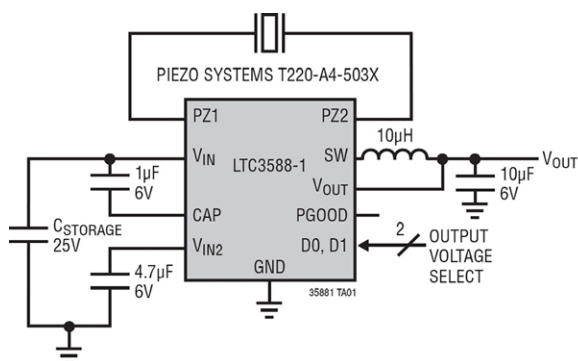 PIEZO SYSTEMS T220-A4-503X
PZ1
PZ2
VIN
LTC3588-1
SW
10µH
VOUT
VOUT
1µF
6V
10µF
6V
CAP
PGOOD
CSTORAGE
25V
VIN2
D0, D1
2
OUTPUT
VOLTAGE
SELECT
4.7µF
6V
GND
35881 TA01